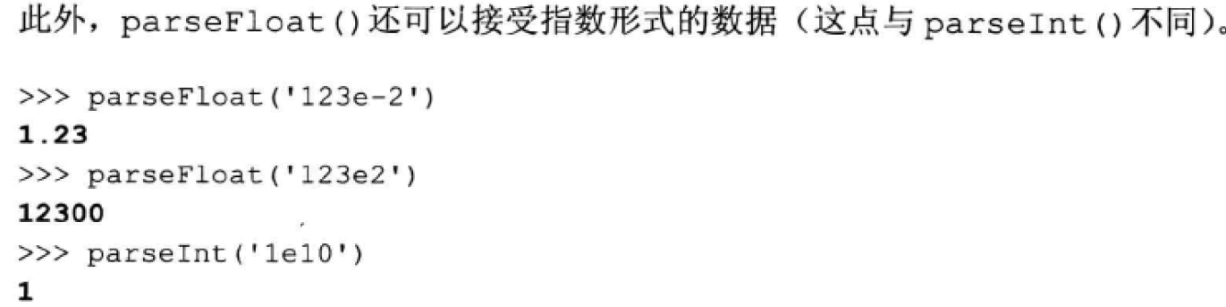 此外，parseFloat()还可以接受指数形式的数据（这点与parseInt()不同）。
>>> parseFloat('123e-2')
1.23
>>> parseFloat('123e2')
12300
>>> parseInt('1e10')
1